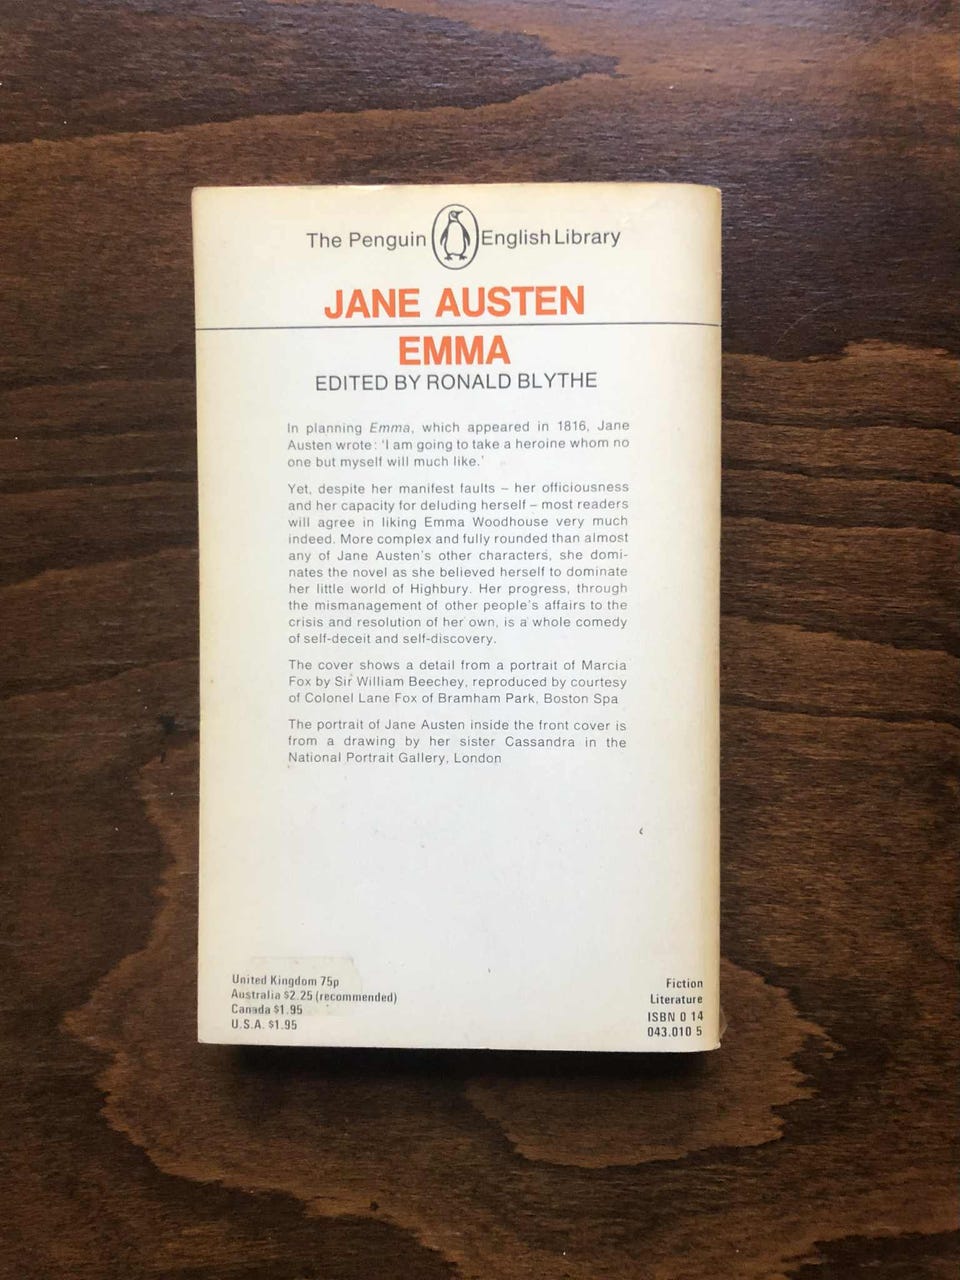 The Penguin English Library
JANE AUSTEN
EMMA
EDITED BY RONALD BLYTHE
In planning Emma, which appeared in 1816, Jane
Austen wrote: ‘I am going to take a heroine whom no
one but myself will much like.’
Yet, despite her manifest faults – her officiousness
and her capacity for deluding herself – most readers
will agree in liking Emma Woodhouse very much
indeed. More complex and fully rounded than almost
any of Jane Austen’s other characters, she domi-
nates the novel as she believed herself to dominate
her little world of Highbury. Her progress, through
the mismanagement of other people’s affairs to the
crisis and resolution of her own, is a whole comedy
of self-deceit and self-discovery.
The cover shows a detail from a portrait of Marcia
Fox by Sir William Beechey, reproduced by courtesy
of Colonel Lane Fox of Bramham Park, Boston Spa
The portrait of Jane Austen inside the front cover is
from a drawing by her sister Cassandra in the
National Portrait Gallery, London
United Kingdom 75p
Australia $2.25 (recommended)
Canada $1.95
U.S.A. $1.95
Fiction
Literature
ISBN 0 14
043.010 5